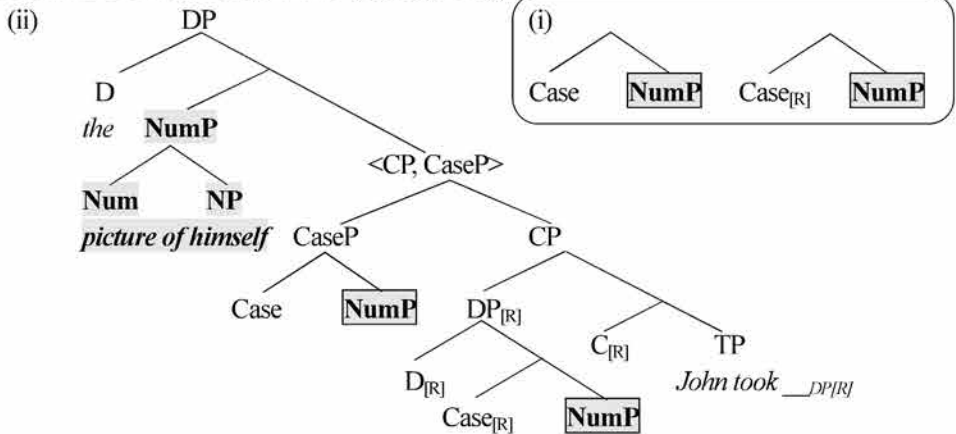 (ii) DP
(i)
Case NumP Case[R] NumP
D
the NumP
<CP, CaseP>
Num NP
picture of himself CaseP CP
Case NumP DP[R]
C[R] TP
D[R] John took __DP[R]
Case[R] NumP